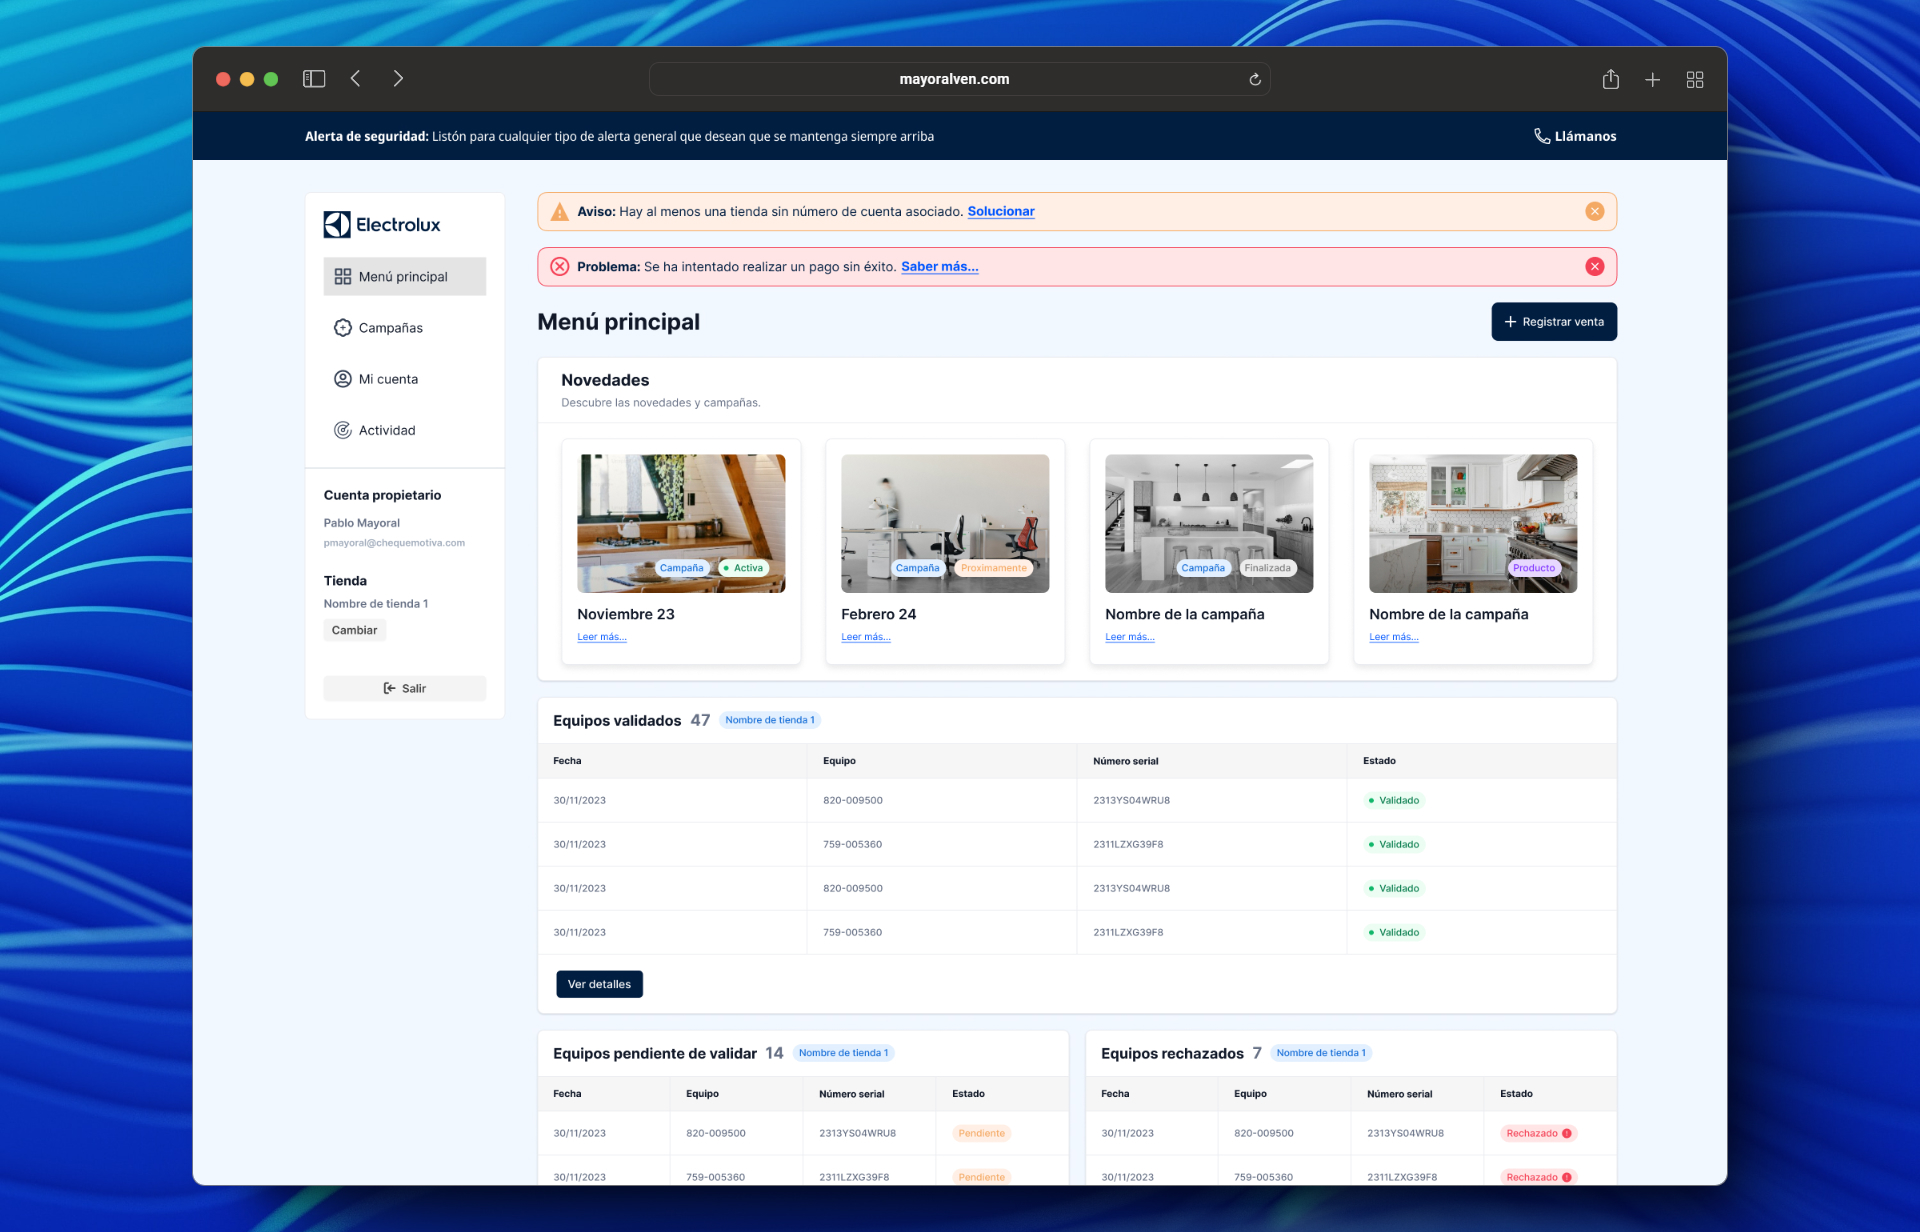 mayoralven.com
Alerta de seguridad: Listón para cualquier tipo de alerta general que desean que se mantenga siempre arriba
Llámanos
Electrolux
Menú principal
Campañas
Mi cuenta
Actividad
Cuenta propietario
Pablo Mayoral
pmayoral@chequemotiva.com
Tienda
Nombre de tienda 1
Cambiar
Salir
Aviso: Hay al menos una tienda sin número de cuenta asociado. Solucionar
Problema: Se ha intentado realizar un pago sin éxito. Saber más...
Menú principal
Registrar venta
Novedades
Descubre las novedades y campañas.
Campaña Activa
Noviembre 23
Leer más...
Campaña Proximamente
Febrero 24
Leer más...
Campaña Finalizada
Nombre de la campaña
Leer más...
Producto
Nombre de la campaña
Leer más...
Equipos validados 47 Nombre de tienda 1
Fecha Equipo Número serial Estado
30/11/2023 820-009500 2313YS04WRU8 Validado
30/11/2023 759-005360 2311LZXG39F8 Validado
30/11/2023 820-009500 2313YS04WRU8 Validado
30/11/2023 759-005360 2311LZXG39F8 Validado
Ver detalles
Equipos pendiente de validar 14 Nombre de tienda 1
Fecha Equipo Número serial Estado
30/11/2023 820-009500 2313YS04WRU8 Pendiente
30/11/2023 759-005360 2311LZXG39F8 Pendiente
Equipos rechazados 7 Nombre de tienda 1
Fecha Equipo Número serial Estado
30/11/2023 820-009500 2313YS04WRU8 Rechazado
30/11/2023 759-005360 2311LZXG39F8 Rechazado